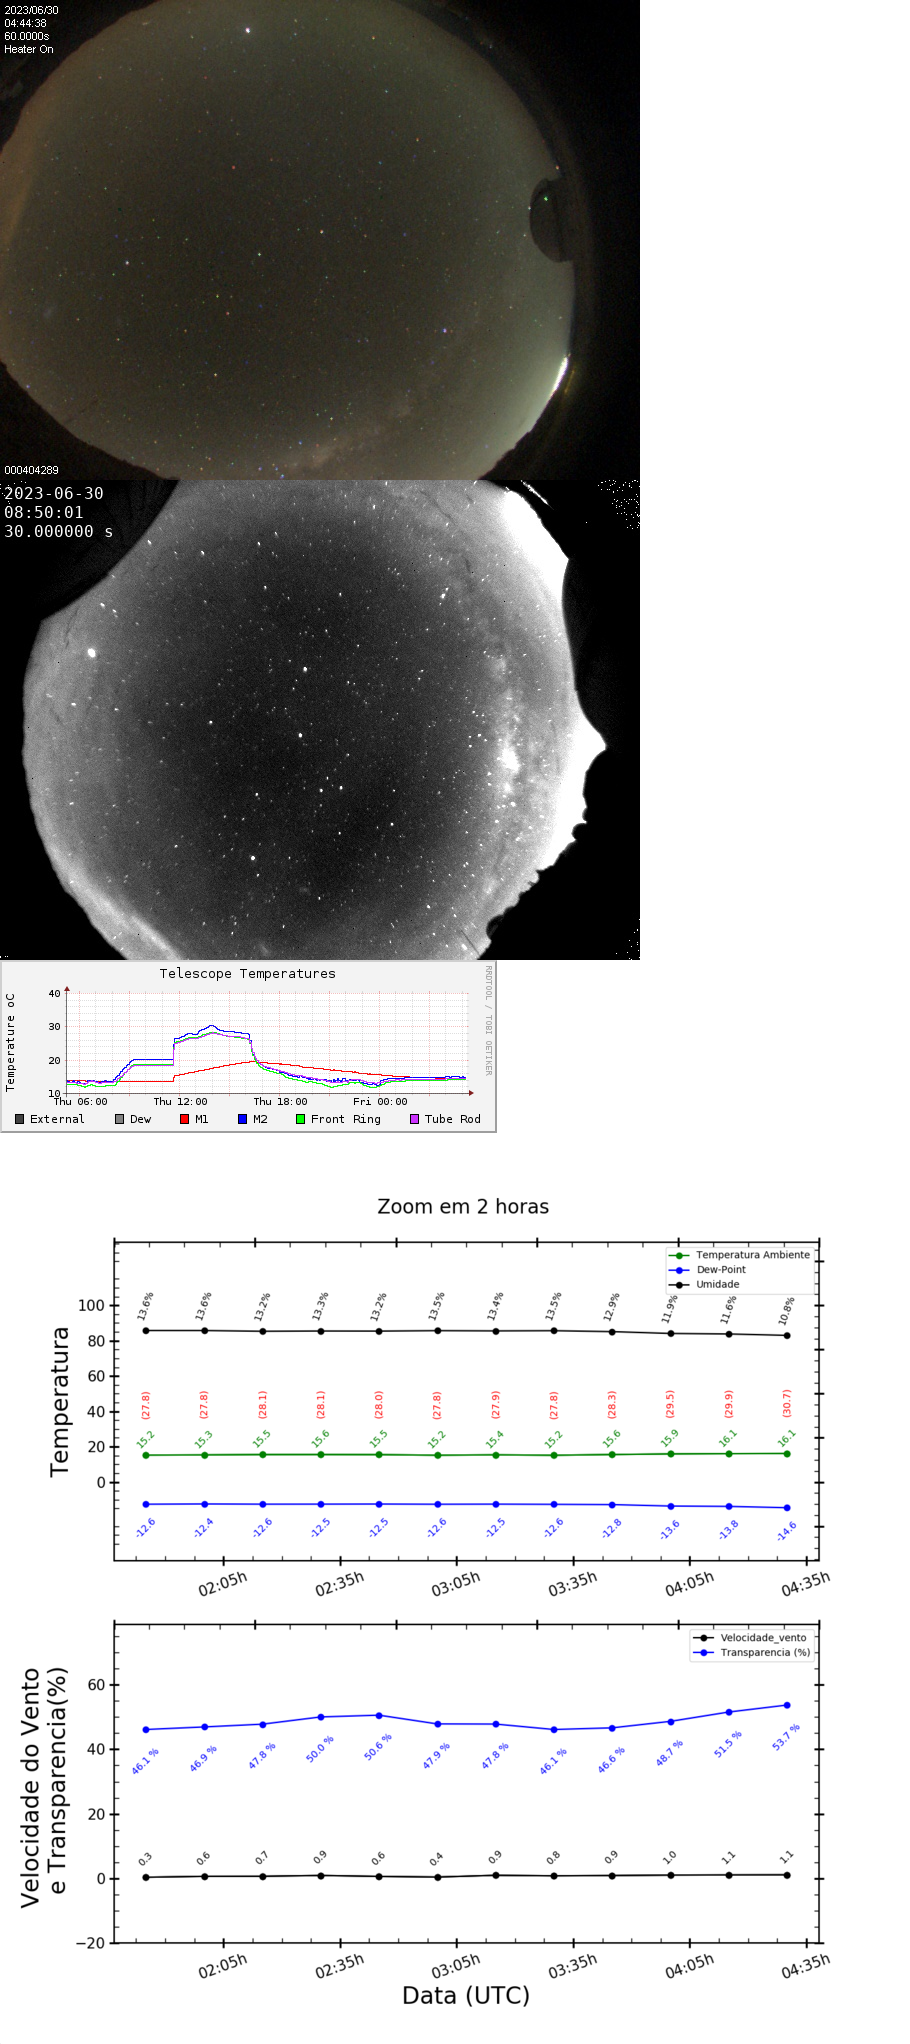 2023/06/30
04:44:38
60.0000s
Heater On
000404289
2023-06-30
08:50:01
30.000000 s
Telescope Temperatures
RRDTOOL / TOBI OETIKER
Temperature oC
40
30
20
10
Thu 06:00 Thu 12:00 Thu 18:00 Fri 00:00
External Dew M1 M2 Front Ring Tube Rod
Zoom em 2 horas
Temperatura Ambiente
Dew-Point
Umidade
Temperatura
100
80
60
40
20
0
13.6% 13.6% 13.2% 13.3% 13.2% 13.5% 13.4% 13.5% 12.9% 11.9% 11.6% 10.8%
(27.8) (27.8) (28.1) (28.1) (28.0) (27.8) (27.9) (27.8) (28.3) (29.5) (29.9) (30.7)
15.2 15.3 15.5 15.6 15.5 15.2 15.4 15.2 15.6 15.9 16.1 16.1
-12.6 -12.4 -12.6 -12.5 -12.5 -12.6 -12.5 -12.6 -12.8 -13.6 -13.8 -14.6
02:05h 02:35h 03:05h 03:35h 04:05h 04:35h
Velocidade_vento
Transparencia (%)
Velocidade do Vento
e Transparencia(%)
60
40
20
0
−20
46.1 % 46.9 % 47.8 % 50.0 % 50.6 % 47.9 % 47.8 % 46.1 % 46.6 % 48.7 % 51.5 % 53.7 %
0.3 0.6 0.7 0.9 0.6 0.4 0.9 0.8 0.9 1.0 1.1 1.1
02:05h 02:35h 03:05h 03:35h 04:05h 04:35h
Data (UTC)